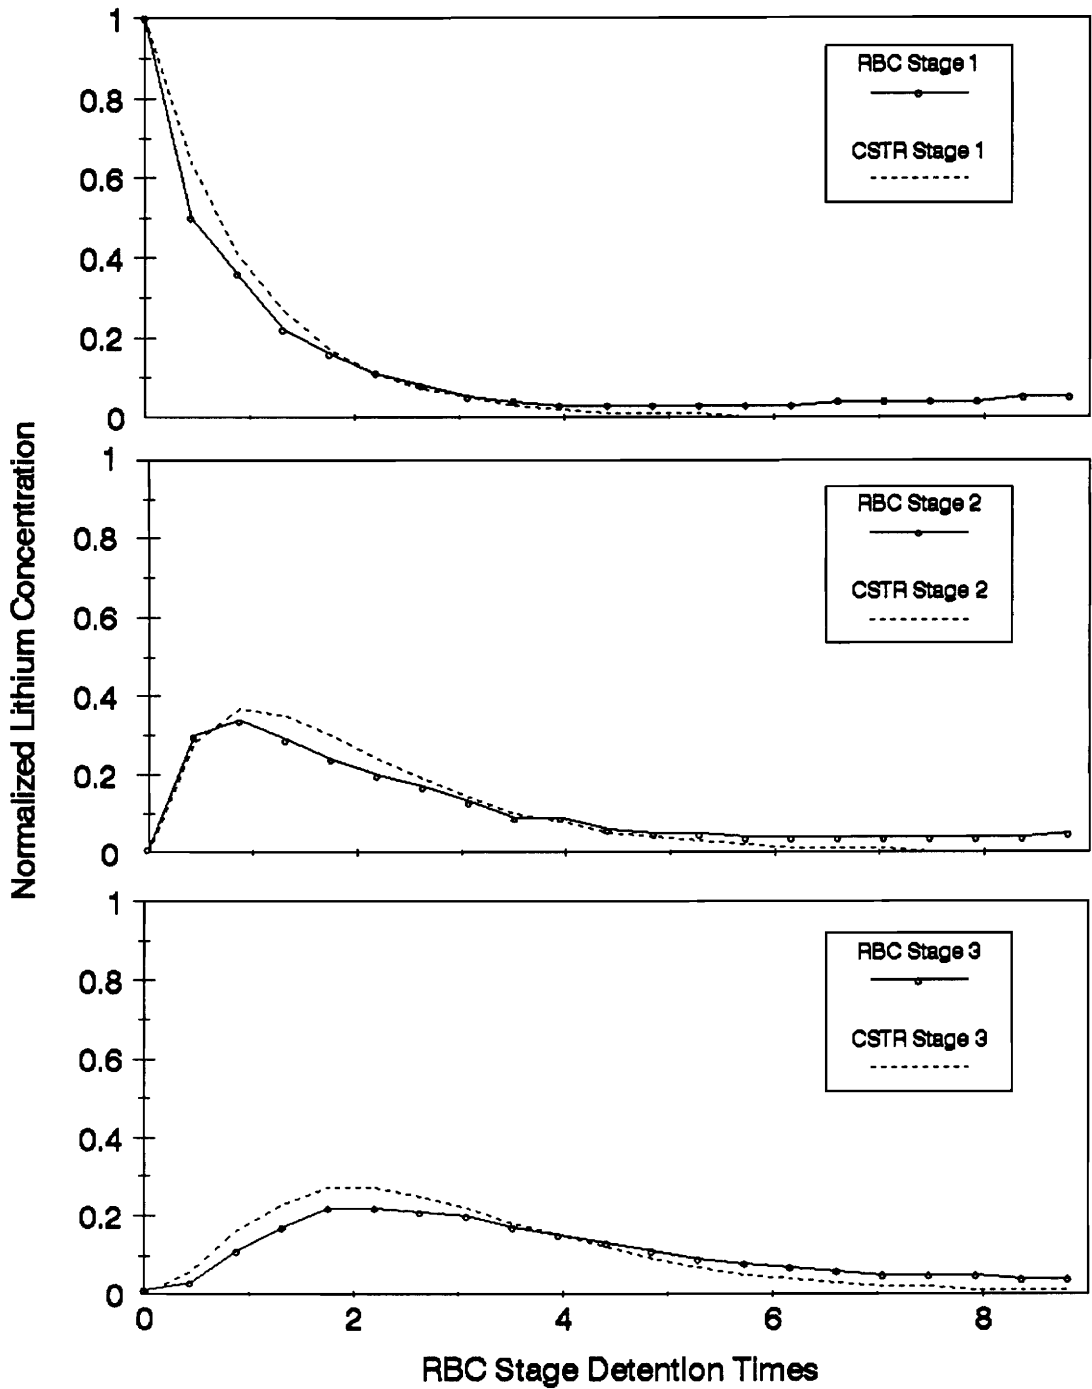 Normalized Lithium Concentration
1
0.8
0.6
0.4
0.2
0
RBC Stage 1
CSTR Stage 1
1
0.8
0.6
0.4
0.2
0
RBC Stage 2
CSTR Stage 2
1
0.8
0.6
0.4
0.2
0
RBC Stage 3
CSTR Stage 3
0 2 4 6 8
RBC Stage Detention Times